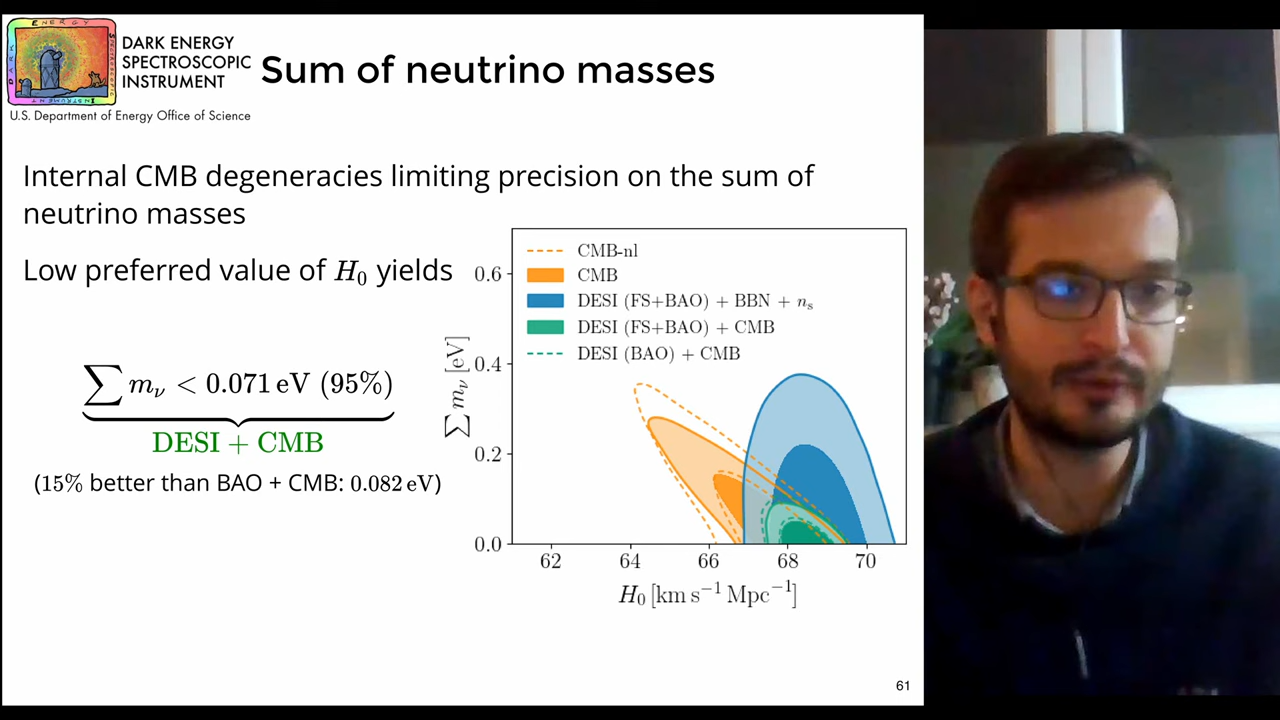 DARK ENERGY
SPECTROSCOPIC
INSTRUMENT
U.S. Department of Energy Office of Science
Sum of neutrino masses
Internal CMB degeneracies limiting precision on the sum of
neutrino masses
Low preferred value of H₀ yields
∑ mν < 0.071 eV (95%)
DESI + CMB
(15% better than BAO + CMB: 0.082 eV)
CMB-nl
CMB
DESI (FS+BAO) + BBN + nₛ
DESI (FS+BAO) + CMB
DESI (BAO) + CMB
∑ mν [eV]
0.6
0.4
0.2
0.0
62 64 66 68 70
H₀ [km s⁻¹ Mpc⁻¹]
61